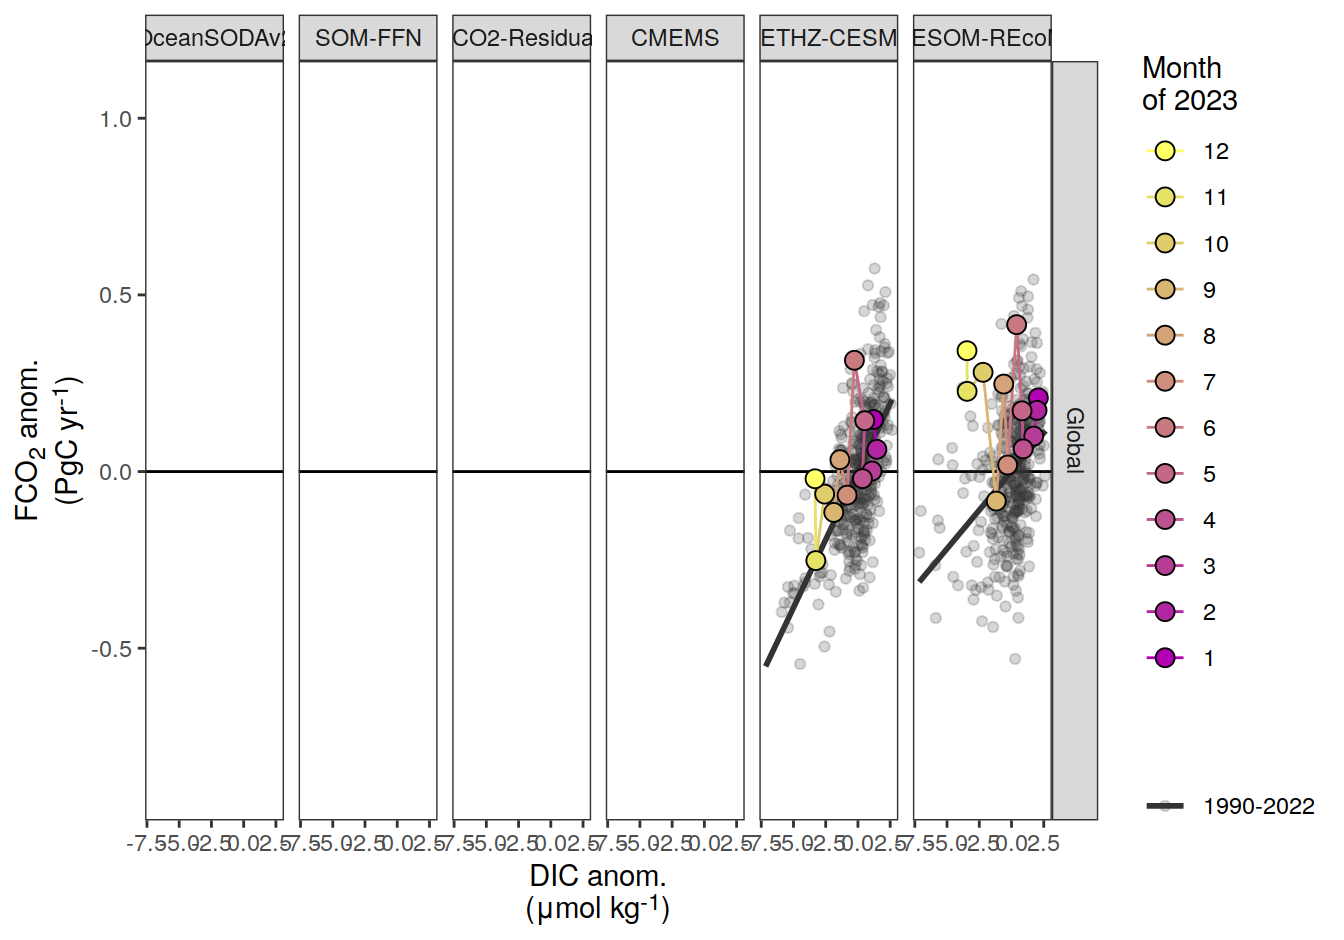 OceanSODAv2
SOM-FFN
CO2-Residua
CMEMS
ETHZ-CESM
ESOM-REcoM
Month
of 2023
12
11
10
9
8
7
6
5
4
3
2
1
1990-2022
1.0
0.5
0.0
-0.5
FCO2 anom.
(PgC yr-1)
Global
-7.5 -5.0 -2.5 0.0 2.5 -7.5 -5.0 -2.5 0.0 2.5 -7.5 -5.0 -2.5 0.0 2.5 -7.5 -5.0 -2.5 0.0 2.5 -7.5 -5.0 -2.5 0.0 2.5 -7.5 -5.0 -2.5 0.0 2.5
DIC anom.
(μmol kg-1)